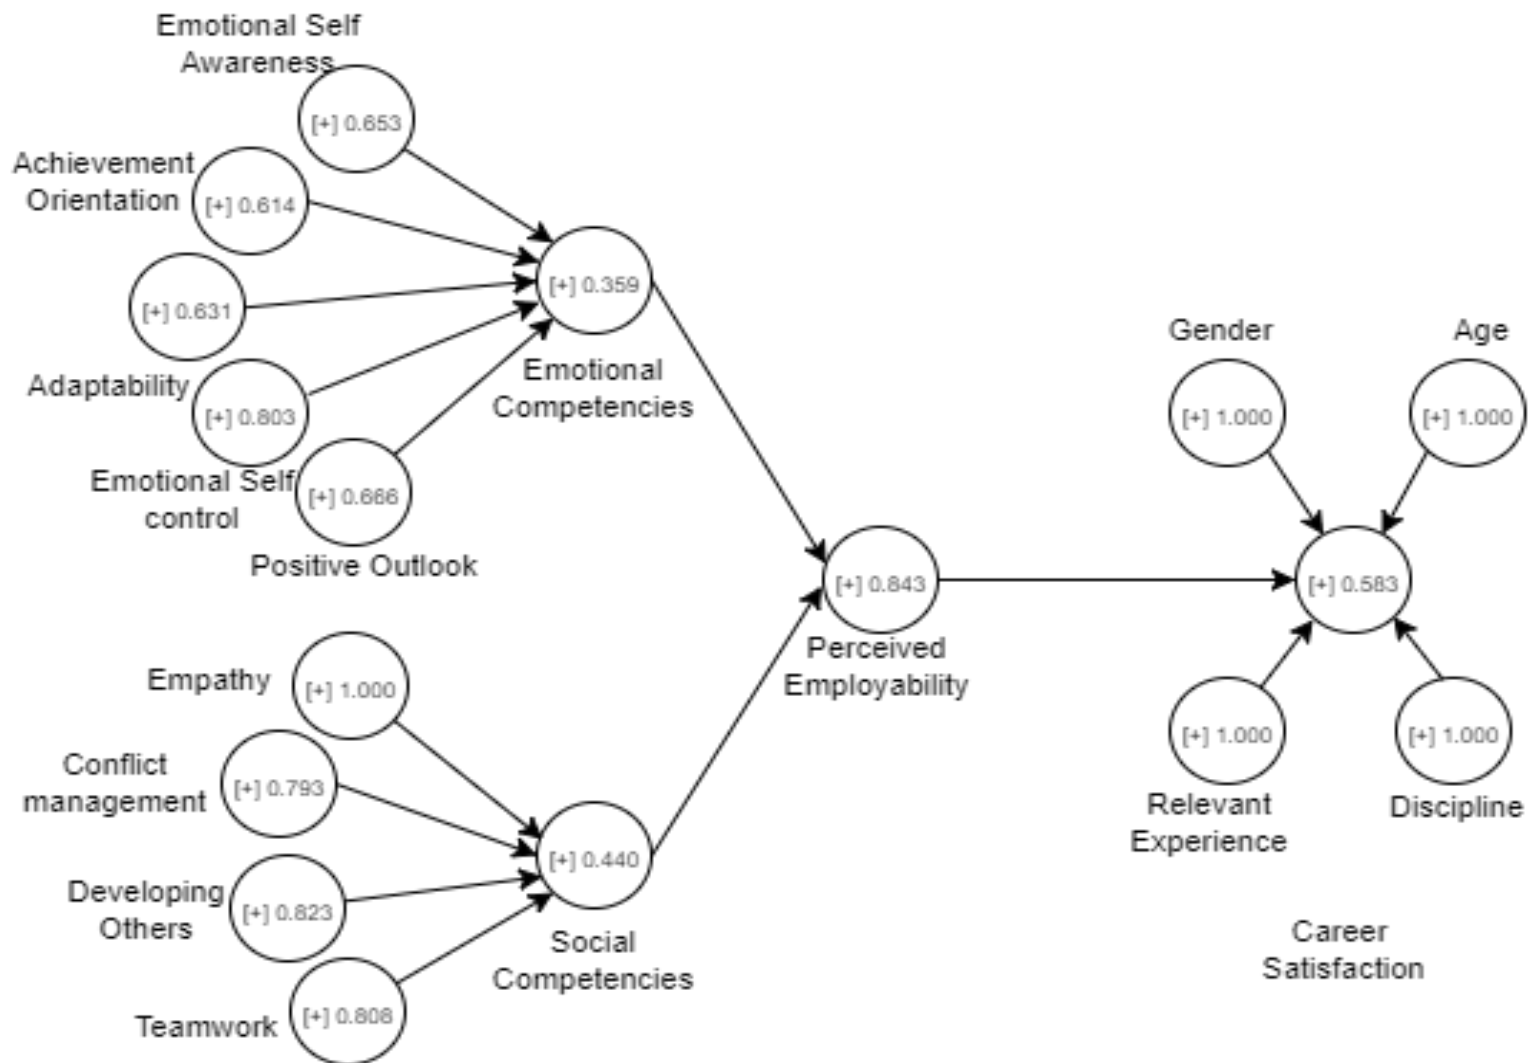 Emotional Self
Awareness
[+] 0.653
Achievement
Orientation
[+] 0.614
[+] 0.631
Adaptability
[+] 0.803
Emotional Self
control
[+] 0.666
Positive Outlook
[+] 0.359
Emotional
Competencies
Empathy
[+] 1.000
Conflict
management
[+] 0.793
Developing
Others
[+] 0.823
Teamwork
[+] 0.808
[+] 0.440
Social
Competencies
[+] 0.843
Perceived
Employability
Gender
[+] 1.000
Age
[+] 1.000
[+] 0.583
[+] 1.000
Relevant
Experience
[+] 1.000
Discipline
Career
Satisfaction